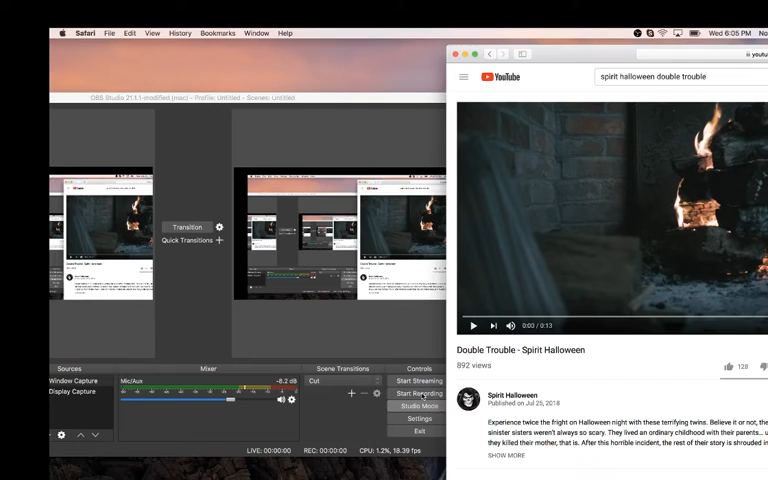 Safari File Edit View History Bookmarks Window Help
Wed 6:05 PM No
OBS Studio 21.1.1-modified (mac) - Profile: Untitled - Scenes: Untitled
youtu
YouTube
spirit halloween double trouble
Transition
Quick Transitions
0:00 / 0:13
Double Trouble - Spirit Halloween
892 views
128
Sources
Mixer
Scene Transitions
Controls
Window Capture
Display Capture
Mic/Aux
-8.2 dB
Cut
Start Streaming
Start Recording
Studio Mode
Settings
Exit
LIVE: 00:00:00
REC: 00:00:00
CPU: 1.2%, 18.39 fps
Spirit Halloween
Published on Jul 25, 2018
Experience twice the fright on Halloween night with these terrifying twins. Believe it or not, the
sinister sisters weren't always so scary. They lived an ordinary childhood with their parents... u
they killed their mother, that is. After this horrible incident, the rest of their story is shrouded i
SHOW MORE